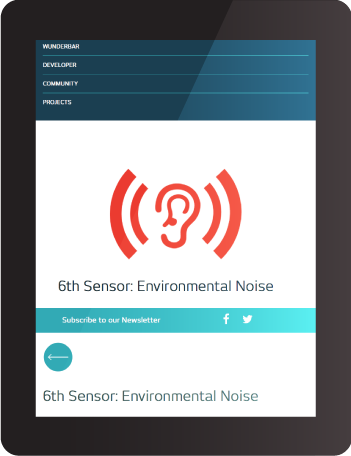 WUNDERBAR
DEVELOPER
COMMUNITY
PROJECTS
6th Sensor: Environmental Noise
Subscribe to our Newsletter
6th Sensor: Environmental Noise